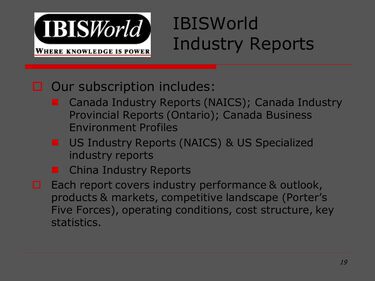 IBISWorld
WHERE KNOWLEDGE IS POWER
IBISWorld
Industry Reports
Our subscription includes:
Canada Industry Reports (NAICS); Canada Industry
Provincial Reports (Ontario); Canada Business
Environment Profiles
US Industry Reports (NAICS) & US Specialized
industry reports
China Industry Reports
Each report covers industry performance & outlook,
products & markets, competitive landscape (Porter's
Five Forces), operating conditions, cost structure, key
statistics.
19